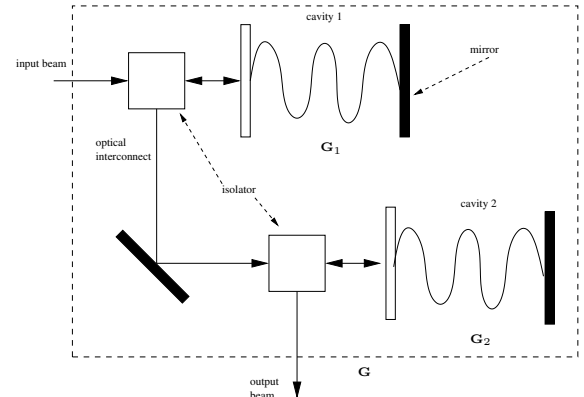 cavity 1
input beam
mirror
optical
interconnect
G₁
isolator
cavity 2
G₂
G
output
beam